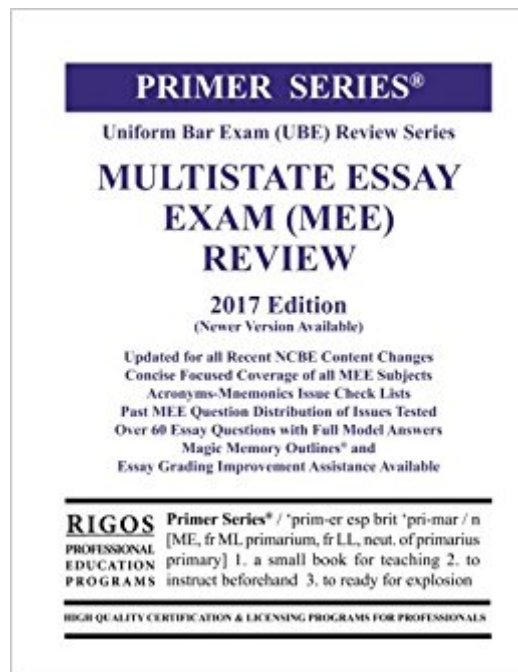 PRIMER SERIES®
Uniform Bar Exam (UBE) Review Series
MULTISTATE ESSAY
EXAM (MEE)
REVIEW
2017 Edition
(Newer Version Available)
Updated for all Recent NCBE Content Changes
Concise Focused Coverage of all MEE Subjects
Acronyms-Mnemonics Issue Check Lists
Past MEE Question Distribution of Issues Tested
Over 60 Essay Questions with Full Model Answers
Magic Memory Outlines® and
Essay Grading Improvement Assistance Available
RIGOS
PROFESSIONAL
EDUCATION
PROGRAMS
Primer Series® / 'prim-er esp brit 'pri-mar / n
[ME, fr ML primarium, fr LL, neut. of primarius
primary] 1. a small book for teaching 2. to
instruct beforehand 3. to ready for explosion
HIGH QUALITY CERTIFICATION & LICENSING PROGRAMS FOR PROFESSIONALS